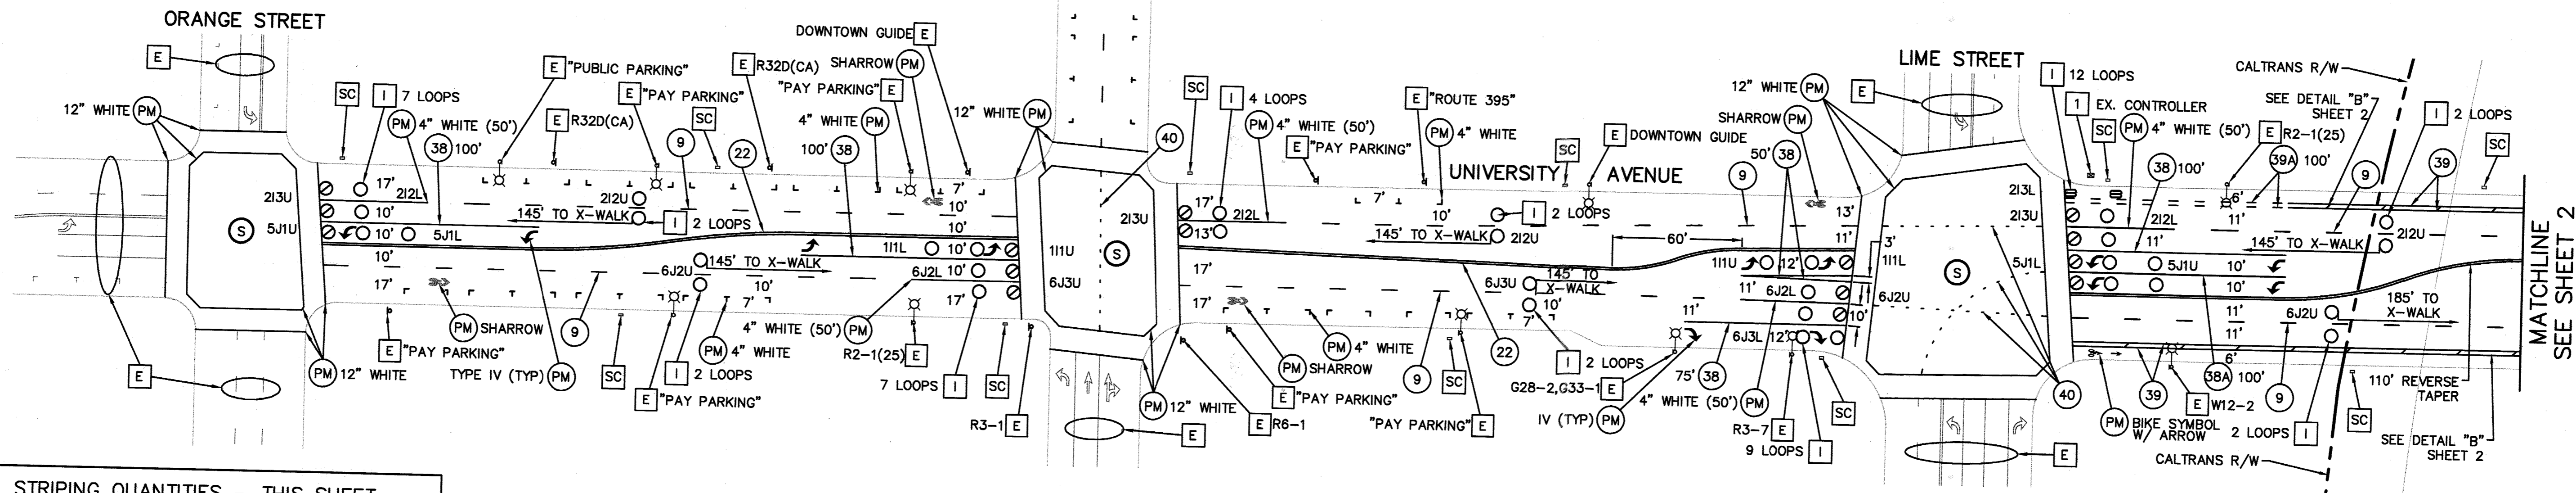 ORANGE STREET
E
12" WHITE PM
SC
I 7 LOOPS
PM 4" WHITE (50')
38 100'
E "PUBLIC PARKING"
E R32D(CA)
E "PAY PARKING"
SC
9
22
E R32D(CA)
DOWNTOWN GUIDE E
SHARROW PM
"PAY PARKING" E
4" WHITE PM
100' 38
12" WHITE PM
40
SC
I 4 LOOPS
PM 4" WHITE (50')
E "PAY PARKING"
E "ROUTE 395"
PM 4" WHITE
UNIVERSITY AVENUE
SC
E DOWNTOWN GUIDE
12" WHITE PM
SHARROW PM
50' 38
9
E
LIME STREET
I 12 LOOPS
1 EX. CONTROLLER
SC
PM 4" WHITE (50')
38 100'
E R2-1(25)
39A 100'
9
CALTRANS R/W
SEE DETAIL "B"
SHEET 2
39
I 2 LOOPS
SC
MATCHLINE
SEE SHEET 2
2I3U
5J1U
S
17'
2I2L
10'
10'
5J1L
10'
17'
2I2U
145' TO X-WALK
I 2 LOOPS
6J2U
145' TO X-WALK
10'
7'
7'
10'
10'
1I1L
10'
6J2L 10'
17'
1I1U
6J3U
2I3U
S
17'
2I2L
13'
17'
17'
7'
10'
145' TO X-WALK
2I2U
I 2 LOOPS
6J3U
145' TO
X-WALK
10'
7'
60'
13'
11'
1I1U
12'
11'
6J2L
6J3L 12'
10'
3'
1I1L
6J2U
2I3L
2I3U
5J1L
S
6'
11'
2I2L
11'
145' TO X-WALK
2I2U
5J1U
10'
10'
11'
11'
6'
6J2U
185' TO
X-WALK
E
PM 12" WHITE
E "PAY PARKING"
PM SHARROW
9
TYPE IV (TYP) PM
SC
E "PAY PARKING"
I 2 LOOPS
PM 4" WHITE
4" WHITE (50') PM
R2-1(25) E
7 LOOPS I
SC
R3-1 E
PM 12" WHITE
E
E R6-1
E "PAY PARKING"
PM SHARROW
PM 4" WHITE
9
SC
"PAY PARKING" E
22
I 2 LOOPS
G28-2,G33-1 E
IV (TYP) PM
75' 38
4" WHITE (50') PM
R3-7 E
9 LOOPS I
SC
E
40
PM BIKE SYMBOL
W/ ARROW
39
E W12-2
38A 100'
9
2 LOOPS I
SC
CALTRANS R/W
110' REVERSE
TAPER
SEE DETAIL "B"
SHEET 2
STRIPING QUANTITIES THIS SHEET